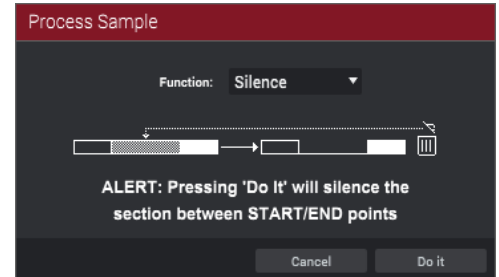 Process Sample
Function: Silence
ALERT: Pressing 'Do It' will silence the
section between START/END points
Cancel Do it